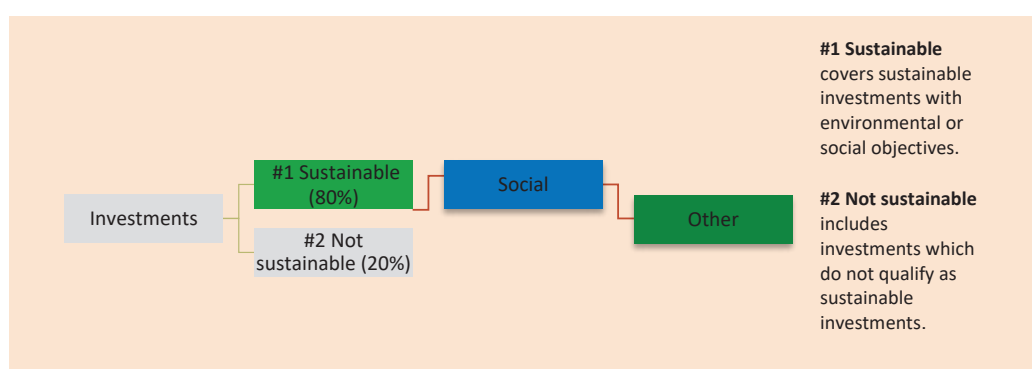 Investments
#1 Sustainable
(80%)
#2 Not
sustainable (20%)
Social
Other
#1 Sustainable
covers sustainable
investments with
environmental or
social objectives.
#2 Not sustainable
includes
investments which
do not qualify as
sustainable
investments.